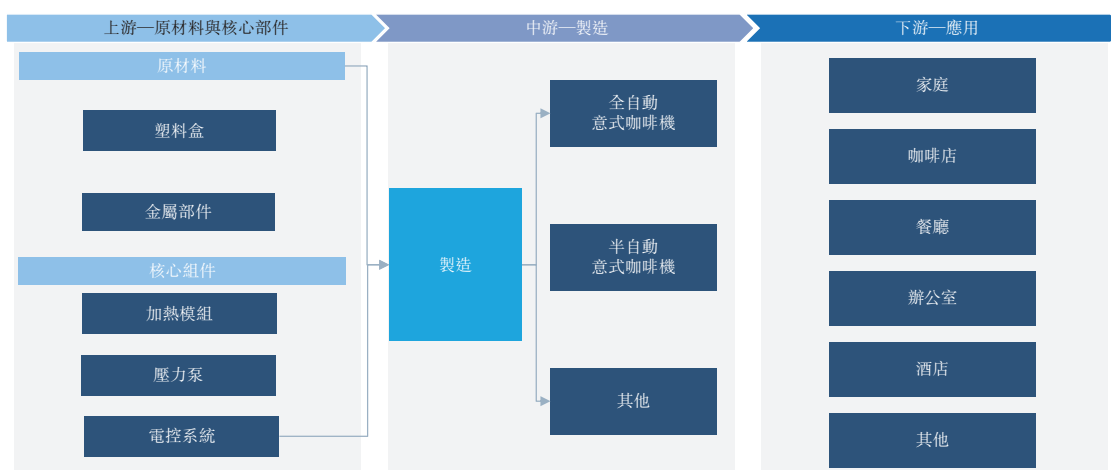 上游—原材料與核心部件
中游—製造
下游—應用
原材料
塑料盒
金屬部件
核心組件
加熱模組
壓力泵
電控系統
製造
全自動
意式咖啡機
半自動
意式咖啡機
其他
家庭
咖啡店
餐廳
辦公室
酒店
其他